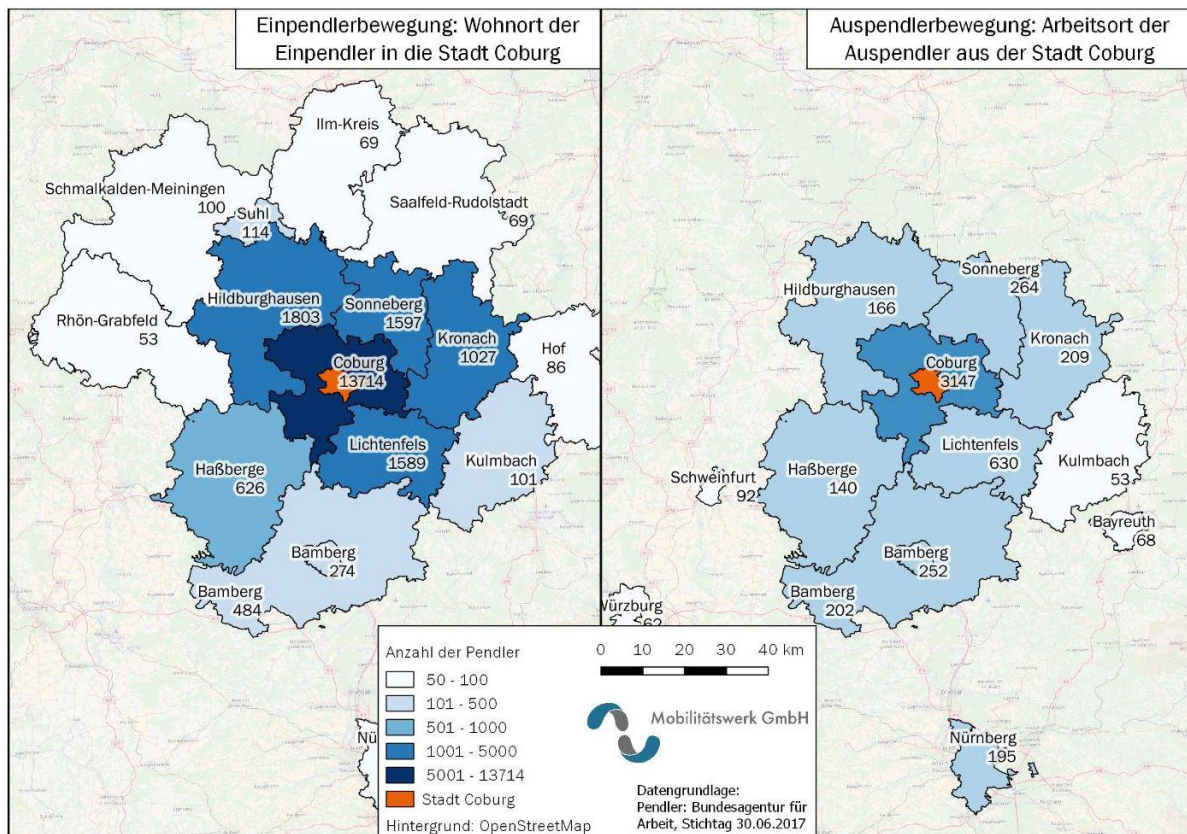 Einpendlerbewegung: Wohnort der
Einpendler in die Stadt Coburg
Ilm-Kreis
69
Schmalkalden-Meiningen
100
Saalfeld-Rudolstadt
69
Suhl
114
Hildburghausen
1803
Sonneberg
1597
Rhön-Grabfeld
53
Kronach
1027
Hof
86
Coburg
13714
Lichtenfels
1589
Haßberge
626
Kulmbach
101
Bamberg
274
Bamberg
484
Auspendlerbewegung: Arbeitsort der
Auspendler aus der Stadt Coburg
Sonneberg
264
Hildburghausen
166
Kronach
209
Coburg
3147
Lichtenfels
630
Haßberge
140
Kulmbach
53
Schweinfurt
92
Bayreuth
68
Bamberg
252
Bamberg
202
Würzburg
62
Nürnberg
195
Anzahl der Pendler
50 - 100
101 - 500
501 - 1000
1001 - 5000
5001 - 13714
Stadt Coburg
Hintergrund: OpenStreetMap
0 10 20 30 40 km
Mobilitätswerk GmbH
Datengrundlage:
Pendler: Bundesagentur für
Arbeit, Stichtag 30.06.2017